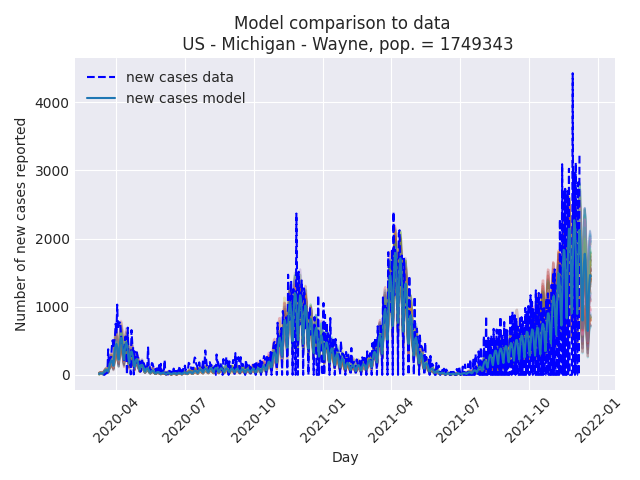 Model comparison to data
US - Michigan - Wayne, pop. = 1749343
new cases data
new cases model
Number of new cases reported
4000
3000
2000
1000
0
2020-04
2020-07
2020-10
2021-01
2021-04
2021-07
2021-10
2022-01
Day